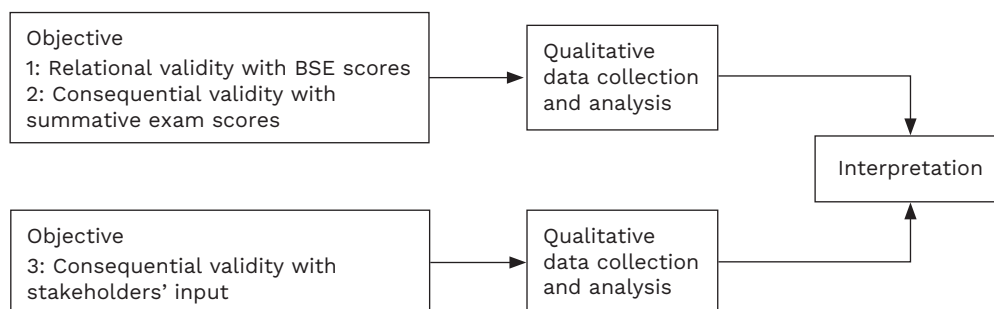 Objective
1: Relational validity with BSE scores
2: Consequential validity with
summative exam scores
Qualitative
data collection
and analysis
Interpretation
Objective
3: Consequential validity with
stakeholders’ input
Qualitative
data collection
and analysis